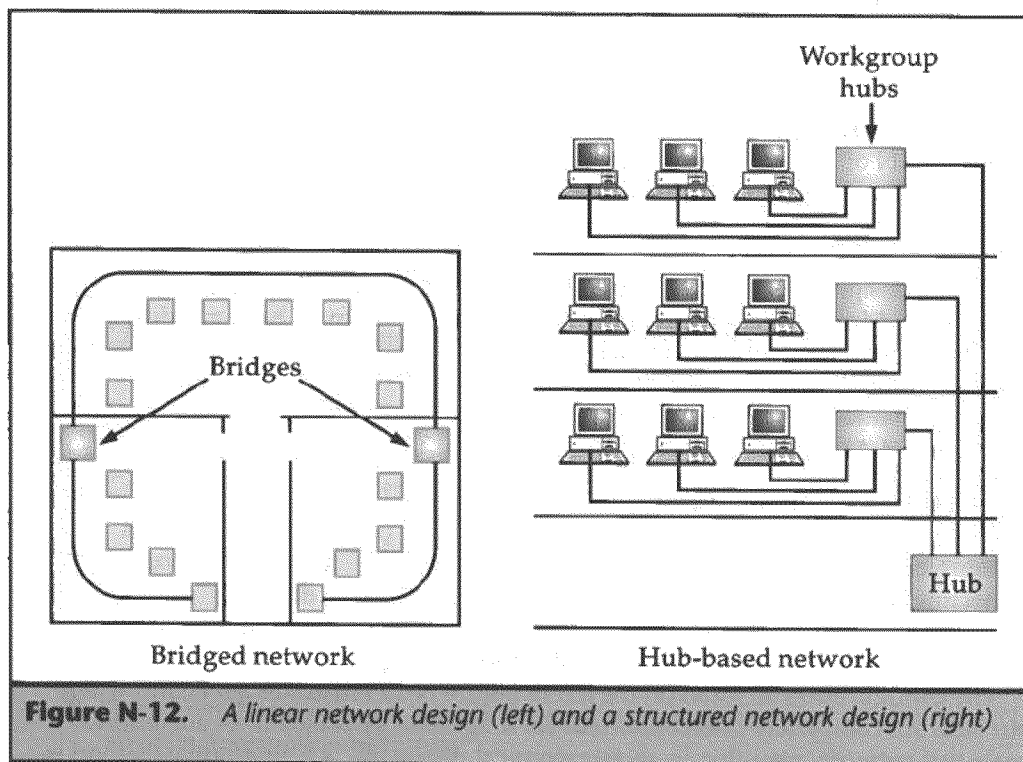 Workgroup
hubs
Bridges
Hub
Bridged network
Hub-based network
Figure N-12. A linear network design (left) and a structured network design (right)